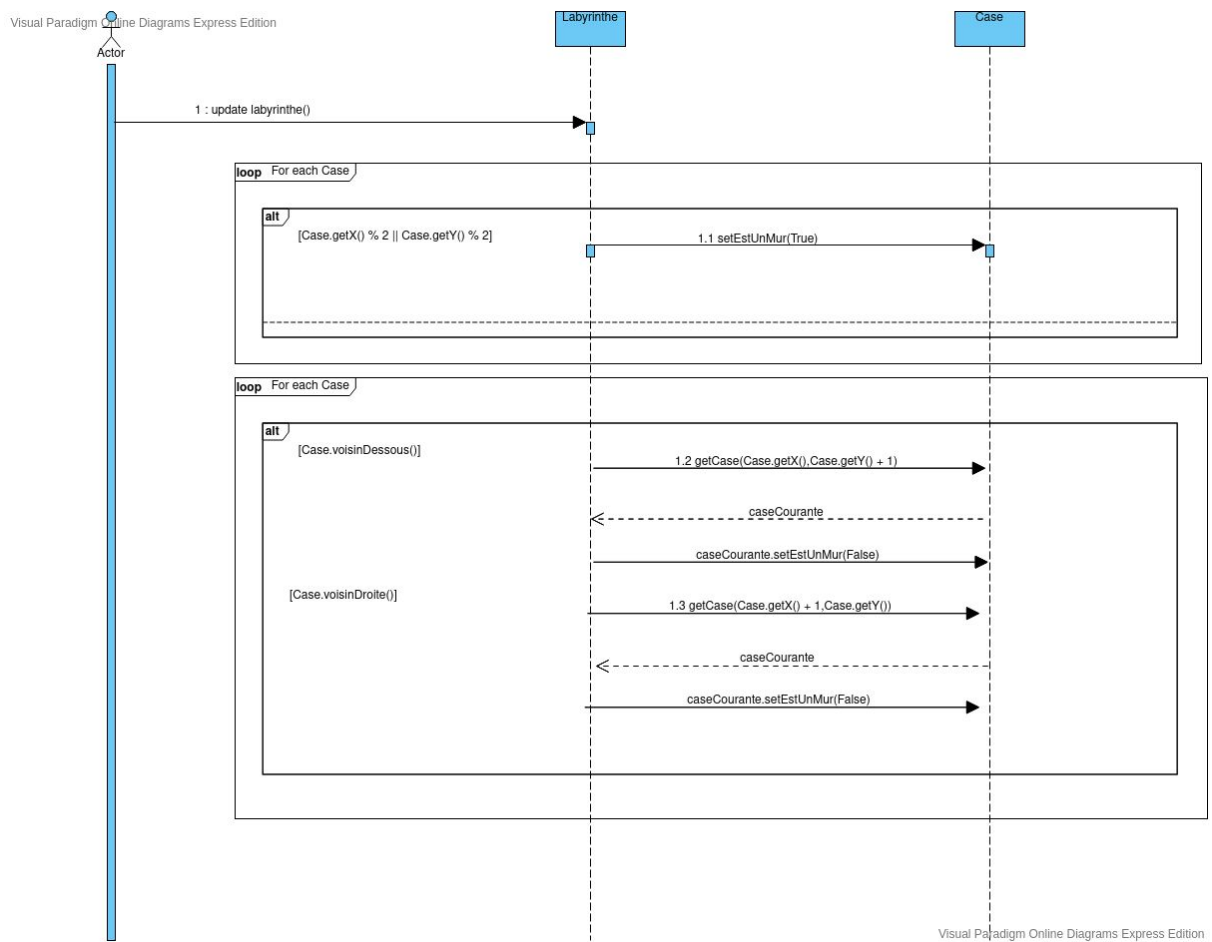 Visual Paradigm Online Diagrams Express Edition
Actor
Labyrinthe
Case
1 : update labyrinthe()
loop For each Case
alt
[Case.getX() % 2 || Case.getY() % 2]
1.1 setEstUnMur(True)
loop For each Case
alt
[Case.voisinDessous()]
1.2 getCase(Case.getX(),Case.getY() + 1)
caseCourante
caseCourante.setEstUnMur(False)
[Case.voisinDroite()]
1.3 getCase(Case.getX() + 1,Case.getY())
caseCourante
caseCourante.setEstUnMur(False)
Visual Paradigm Online Diagrams Express Edition